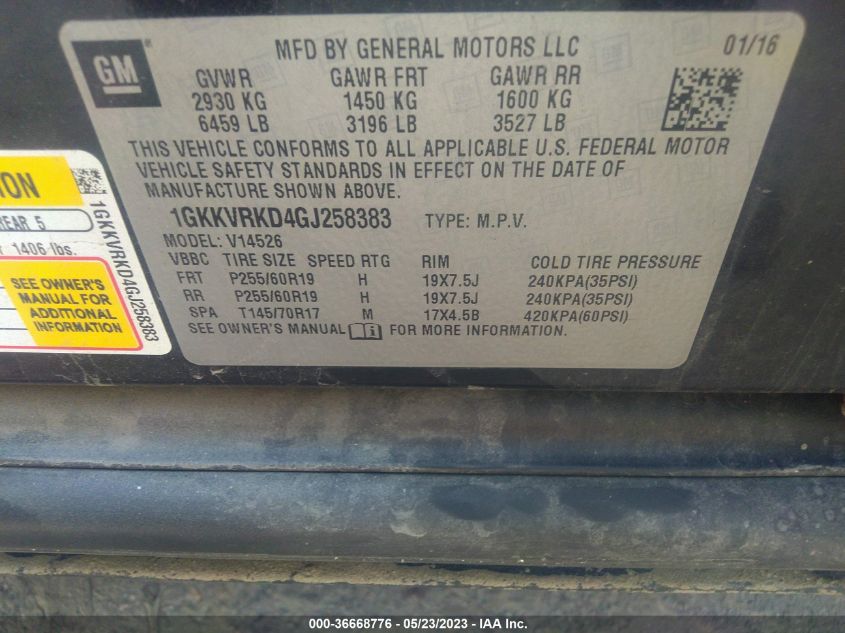 GM
MFD BY GENERAL MOTORS LLC 01/16
GVWR GAWR FRT GAWR RR
2930 KG 1450 KG 1600 KG
6459 LB 3196 LB 3527 LB
THIS VEHICLE CONFORMS TO ALL APPLICABLE U.S. FEDERAL MOTOR
VEHICLE SAFETY STANDARDS IN EFFECT ON THE DATE OF
MANUFACTURE SHOWN ABOVE.
1GKKVRKD4GJ258383 TYPE: M.P.V.
MODEL: V14526
VBBC TIRE SIZE SPEED RTG RIM COLD TIRE PRESSURE
FRT P255/60R19 H 19X7.5J 240KPA(35PSI)
RR P255/60R19 H 19X7.5J 240KPA(35PSI)
SPA T145/70R17 M 17X4.5B 420KPA(60PSI)
SEE OWNER'S MANUAL FOR MORE INFORMATION.
REAR 5
1406 lbs.
SEE OWNER'S
MANUAL FOR
ADDITIONAL
INFORMATION
1GKKVRKD4GJ258383
000-36668776 - 05/23/2023 - IAA Inc.